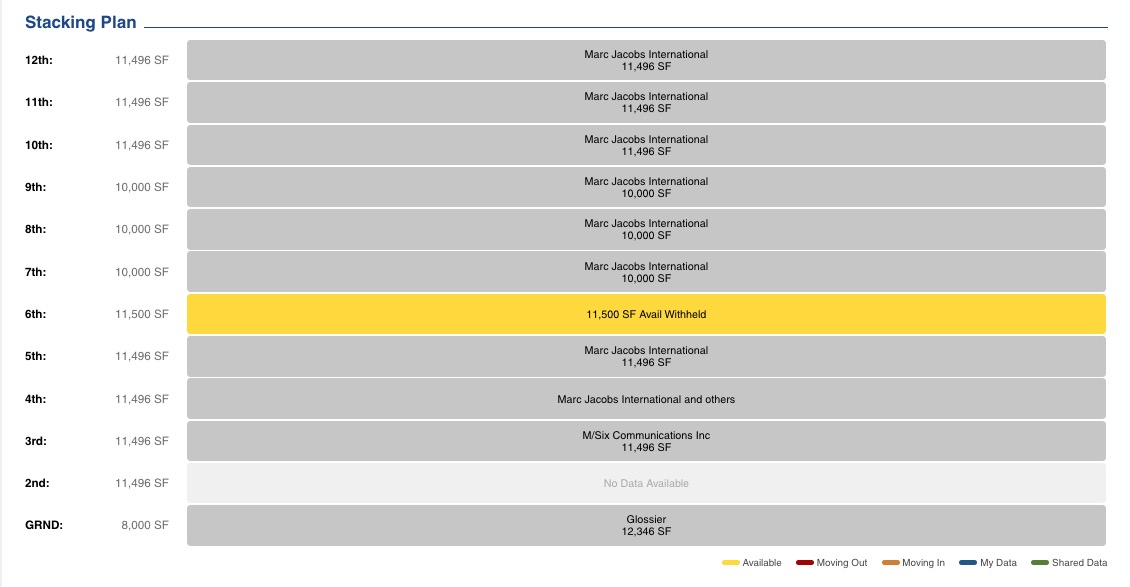 Stacking Plan
12th: 11,496 SF Marc Jacobs International
11,496 SF
11th: 11,496 SF Marc Jacobs International
11,496 SF
10th: 11,496 SF Marc Jacobs International
11,496 SF
9th: 10,000 SF Marc Jacobs International
10,000 SF
8th: 10,000 SF Marc Jacobs International
10,000 SF
7th: 10,000 SF Marc Jacobs International
10,000 SF
6th: 11,500 SF 11,500 SF Avail Withheld
5th: 11,496 SF Marc Jacobs International
11,496 SF
4th: 11,496 SF Marc Jacobs International and others
3rd: 11,496 SF M/Six Communications Inc
11,496 SF
2nd: 11,496 SF No Data Available
GRND: 8,000 SF Glossier
12,346 SF
Available Moving Out Moving In My Data Shared Data